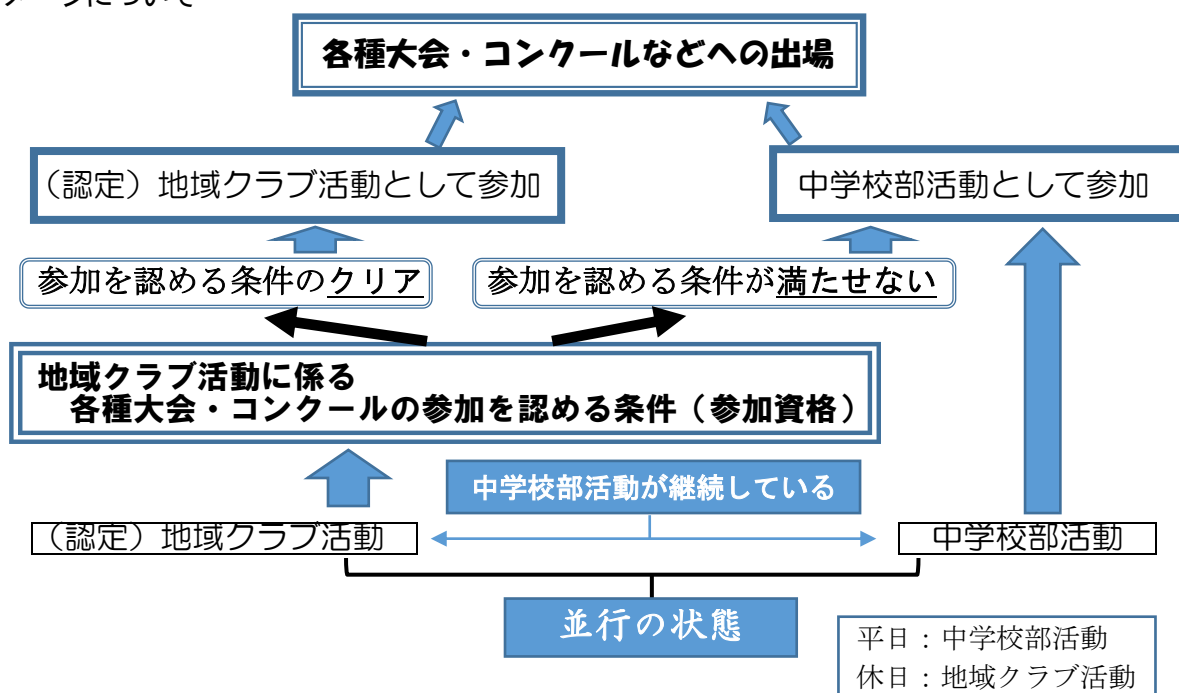 メージについて
各種大会・コンクールなどへの出場
（認定）地域クラブ活動として参加
中学校部活動として参加
参加を認める条件のクリア
参加を認める条件が満たせない
地域クラブ活動に係る
各種大会・コンクールの参加を認める条件（参加資格）
中学校部活動が継続している
（認定）地域クラブ活動
中学校部活動
並行の状態
平日：中学校部活動
休日：地域クラブ活動